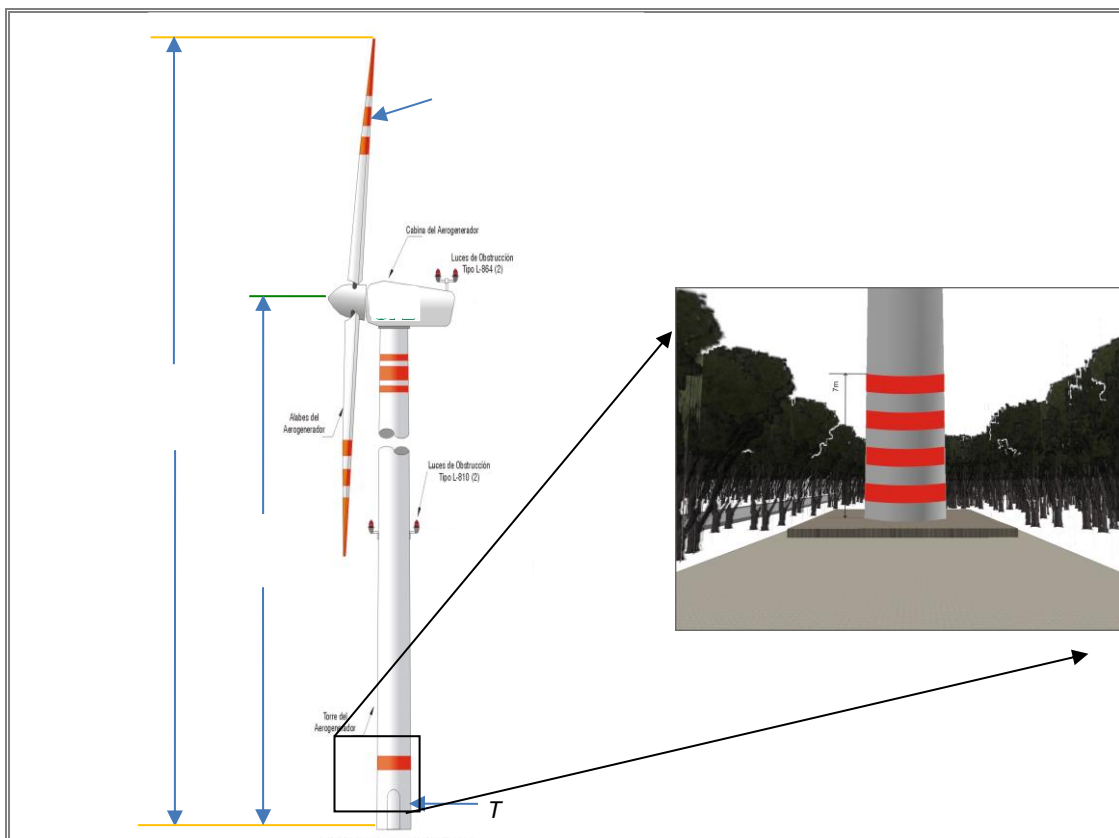 Cabina del Aerogenerador
Luces de Obstrucción
Tipo L-864 (2)
7m
Alabes del
Aerogenerador
Luces de Obstrucción
Tipo L-810 (2)
Torre del
Aerogenerador
T